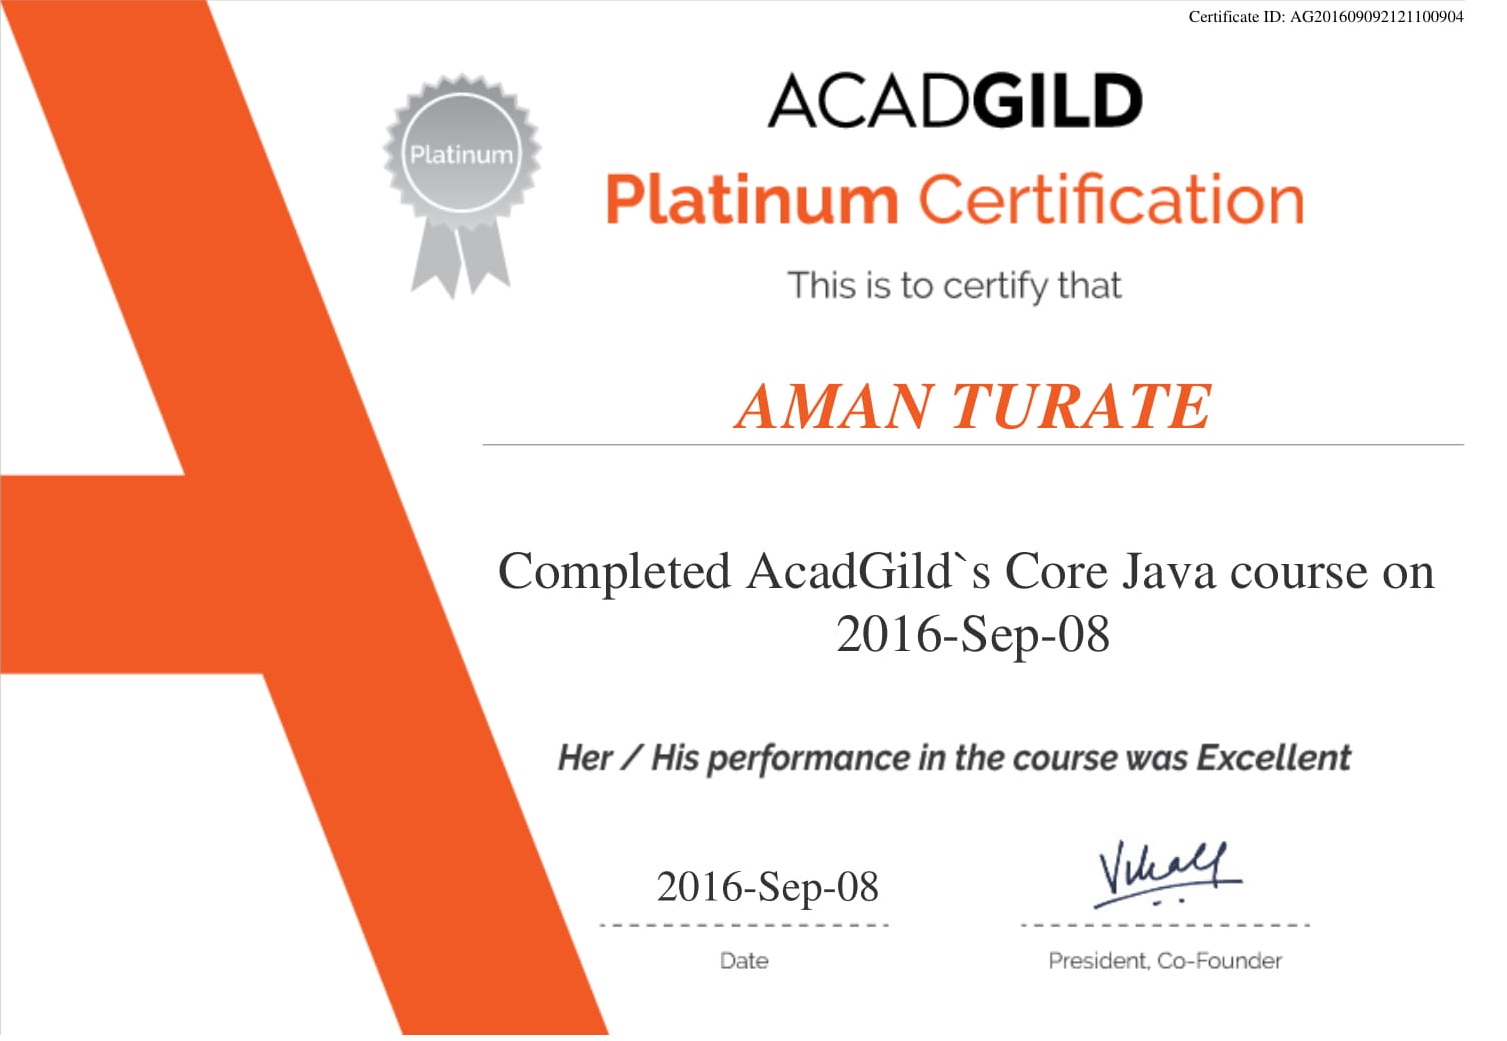 Certificate ID: AG201609092121100904
ACADGILD
Platinum
Platinum Certification
This is to certify that
AMAN TURATE
Completed AcadGild`s Core Java course on
2016-Sep-08
Her / His performance in the course was Excellent
2016-Sep-08
Date
President, Co-Founder